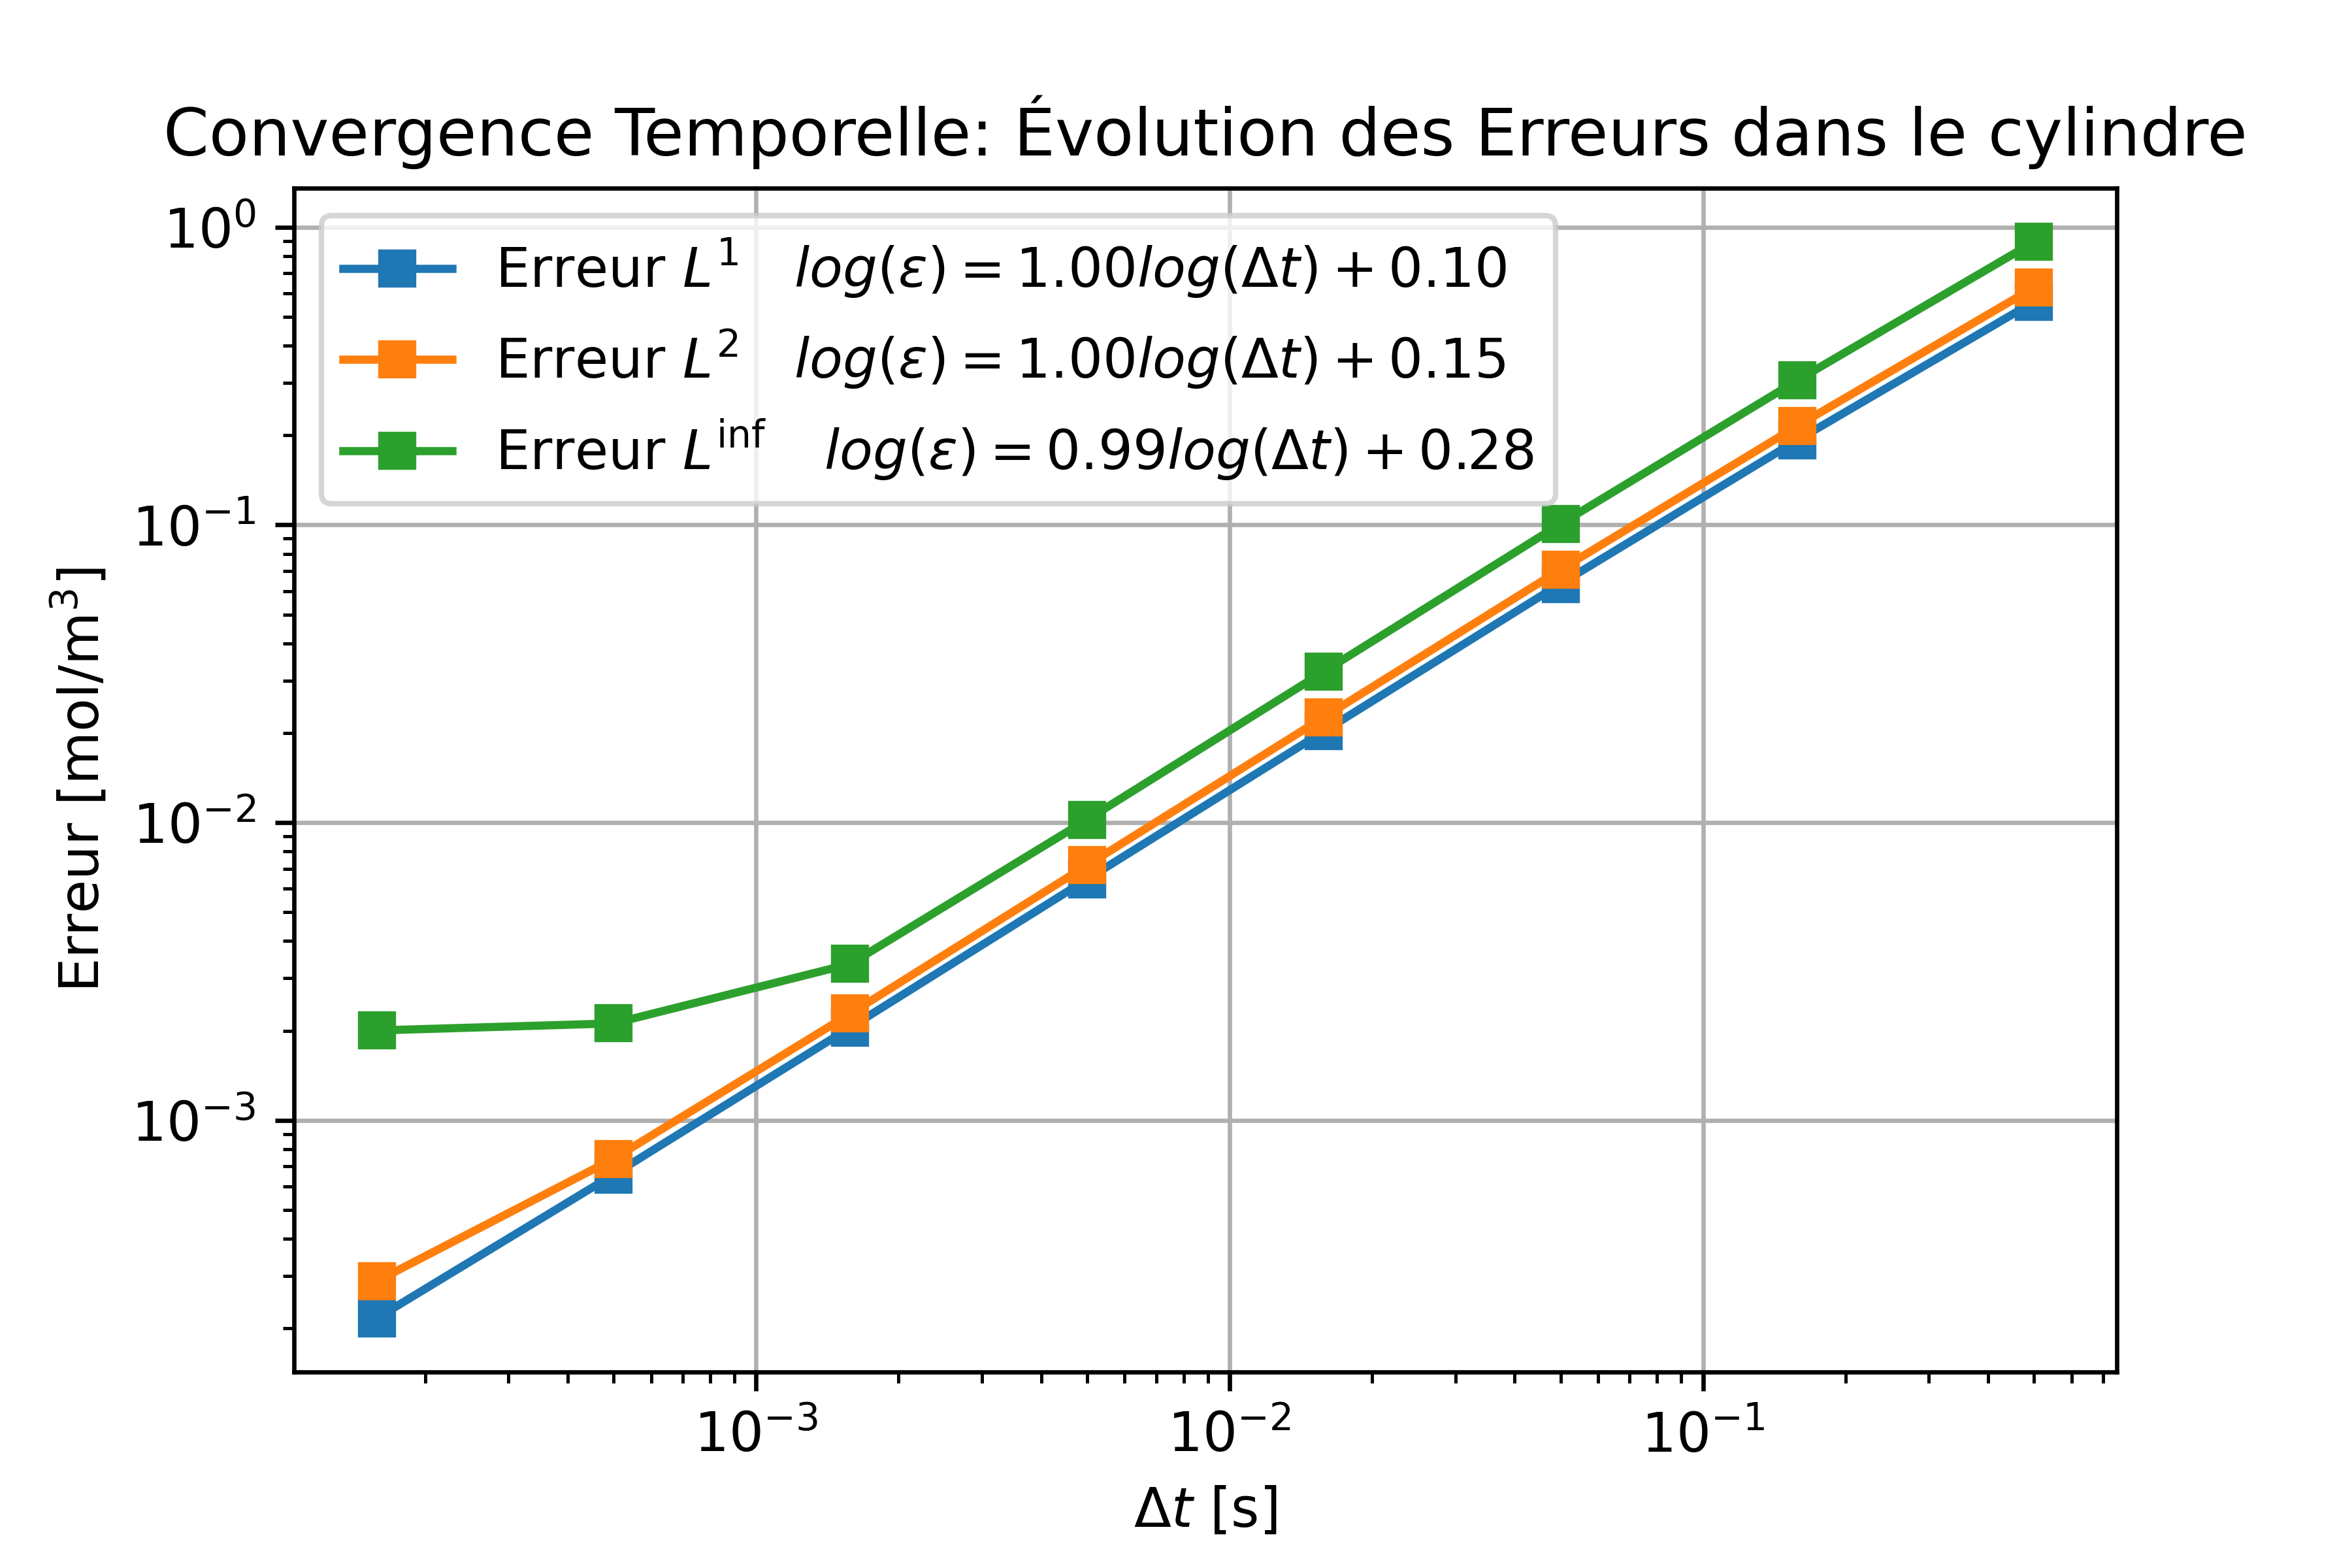 Convergence Temporelle: Évolution des Erreurs dans le cylindre
10⁰
10⁻¹
10⁻²
10⁻³
Erreur [mol/m³]
Erreur L¹ log(ε) = 1.00log(Δt) + 0.10
Erreur L² log(ε) = 1.00log(Δt) + 0.15
Erreur L^inf log(ε) = 0.99log(Δt) + 0.28
10⁻³ 10⁻² 10⁻¹
Δt [s]